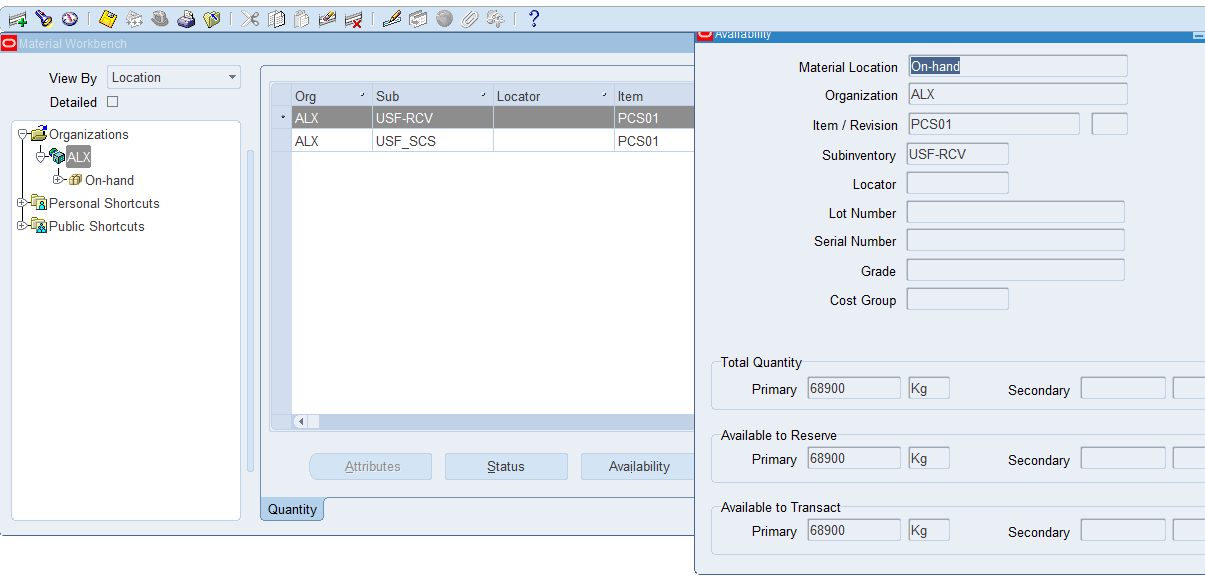 Material Workbench
View By Location
Detailed
Organizations
ALX
On-hand
Personal Shortcuts
Public Shortcuts
Org Sub Locator Item
ALX USF-RCV PCS01
ALX USF_SCS PCS01
Attributes Status Availability
Quantity
Availability
Material Location On-hand
Organization ALX
Item / Revision PCS01
Subinventory USF-RCV
Locator
Lot Number
Serial Number
Grade
Cost Group
Total Quantity
Primary 68900 Kg Secondary
Available to Reserve
Primary 68900 Kg Secondary
Available to Transact
Primary 68900 Kg Secondary